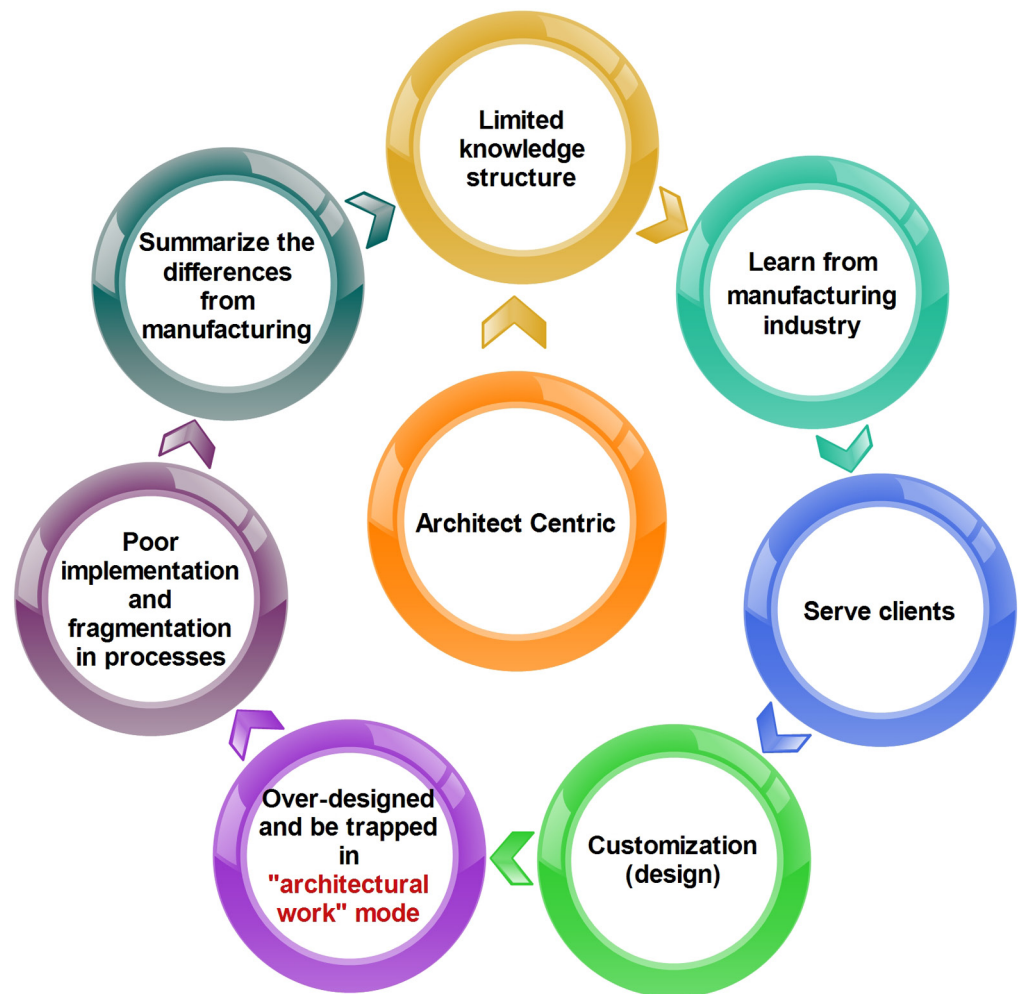 Limited
knowledge
structure
Learn from
manufacturing
industry
Serve clients
Customization
(design)
Over-designed
and be trapped
in
"architectural
work" mode
Poor
implementation
and
fragmentation
in processes
Summarize the
differences
from
manufacturing
Architect Centric